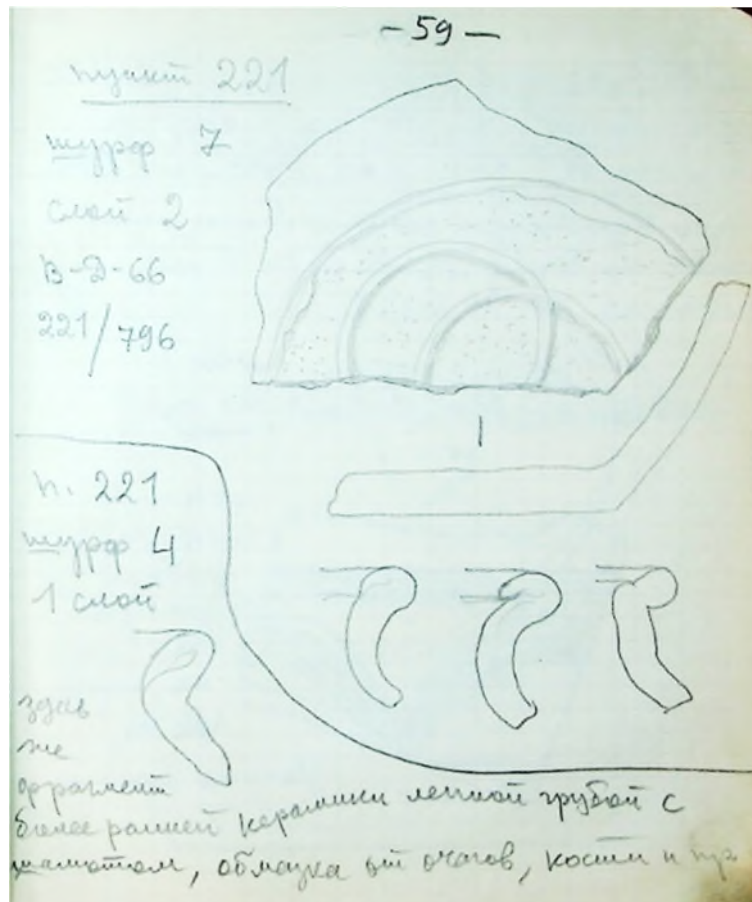 - 59 -
пункт 221
шурф 7
слой 2
В-Д-66
221/796
п. 221
шурф 4
1 слой
здесь
же
фрагмент
более ранней керамики лепной грубой с
шамотом, обмазка от очагов, кости и пр